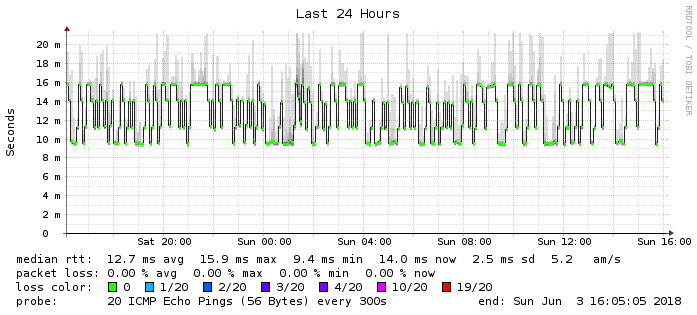 Last 24 Hours
RRDTOOL / TOBI OETIKER
Seconds
20 m
18 m
16 m
14 m
12 m
10 m
8 m
6 m
4 m
2 m
0
Sat 20:00 Sun 00:00 Sun 04:00 Sun 08:00 Sun 12:00 Sun 16:00
median rtt: 12.7 ms avg 15.9 ms max 9.4 ms min 14.0 ms now 2.5 ms sd 5.2 am/s
packet loss: 0.00 % avg 0.00 % max 0.00 % min 0.00 % now
loss color: 0 1/20 2/20 3/20 4/20 10/20 19/20
probe: 20 ICMP Echo Pings (56 Bytes) every 300s end: Sun Jun 3 16:05:05 2018